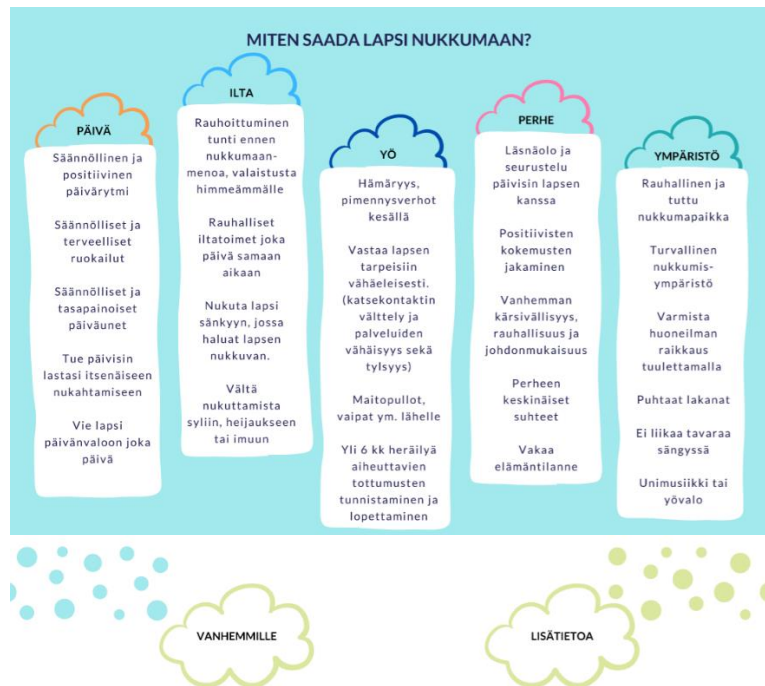 MITEN SAADA LAPSI NUKKUMAAN?
PÄIVÄ
Säännöllinen ja
positiivinen
päivärytmi
Säännölliset ja
terveelliset
ruokailut
Säännölliset ja
tasapainoiset
päiväunet
Tue päivisin
lastasi itsenäiseen
nukahtamiseen
Vie lapsi
päivänvaloon joka
päivä
ILTA
Rauhoittuminen
tunti ennen
nukkumaan-
menoa, valaistusta
himmeämmälle
Rauhalliset
iltatoimet joka
päivä samaan
aikaan
Nukuta lapsi
sänkyyn, jossa
haluat lapsen
nukkuvan.
Vältä
nukuttamista
syliin, heijaukseen
tai imuun
YÖ
Hämäryys,
pimennysverhot
kesällä
Vastaa lapsen
tarpeisiin
vähäeleisesti.
(katsekontaktin
välttely ja
palveluiden
vähäisyys sekä
tylsyys)
Maitopullot,
vaipat ym. lähelle
Yli 6 kk heräilyä
aiheuttavien
tottumusten
tunnistaminen ja
lopettaminen
PERHE
Läsnäolo ja
seurustelu
päivisin lapsen
kanssa
Positiivisten
kokemusten
jakaminen
Vanhemman
kärsivällisyys,
rauhallisuus ja
johdonmukaisuus
Perheen
keskinäiset
suhteet
Vakaa
elämäntilanne
YMPÄRISTÖ
Rauhallinen ja
tuttu
nukkumapaikka
Turvallinen
nukkumis-
ympäristö
Varmista
huoneilman
raikkaus
tuulettamalla
Puhtaat lakanat
Ei liikaa tavaraa
sängyssä
Unimusiikki tai
yövalo
VANHEMMILLE
LISÄTIETOA